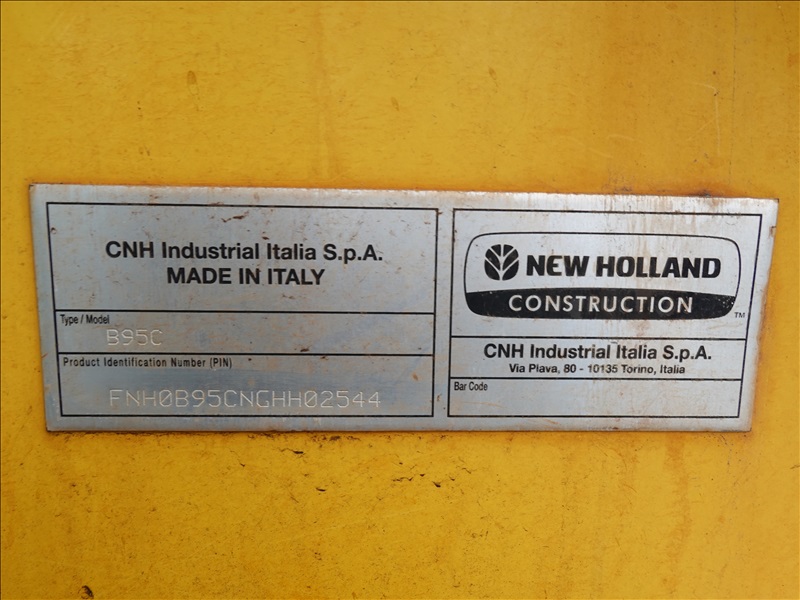 CNH Industrial Italia S.p.A.
MADE IN ITALY
Type / Model
B95C
Product Identification Number (PIN)
FNH0B95CNGHH02544
NEW HOLLAND
CONSTRUCTION
TM
CNH Industrial Italia S.p.A.
Via Plava, 80 - 10135 Torino, Italia
Bar Code